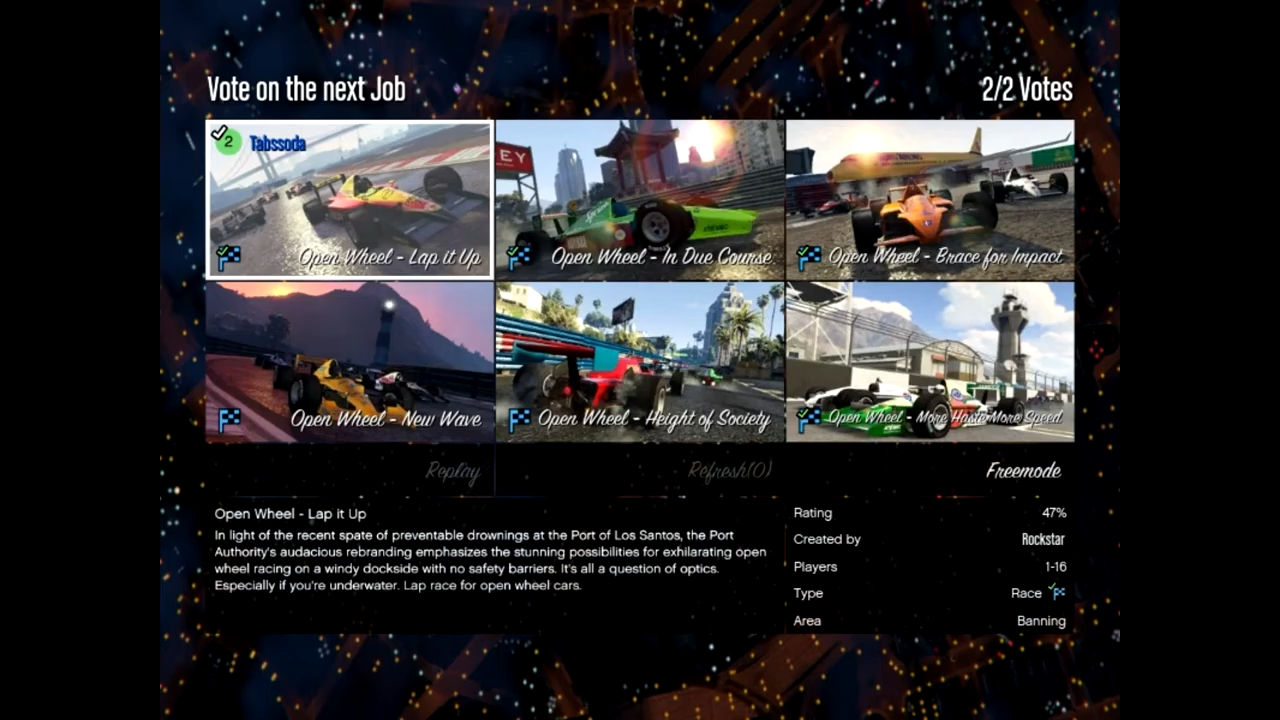 Vote on the next Job
2/2 Votes
2
Tabssoda
EY
Open Wheel - Lap it Up
Open Wheel - In Due Course
Open Wheel - Brace for Impact
Open Wheel - New Wave
Open Wheel - Height of Society
Open Wheel - More Haste More Speed
Replay
Refresh(0)
Freemode
Open Wheel - Lap it Up
In light of the recent spate of preventable drownings at the Port of Los Santos, the Port
Authority's audacious rebranding emphasizes the stunning possibilities for exhilarating open
wheel racing on a windy dockside with no safety barriers. It's all a question of optics.
Especially if you're underwater. Lap race for open wheel cars.
Rating
47%
Created by
Rockstar
Players
1-16
Type
Race
Area
Banning